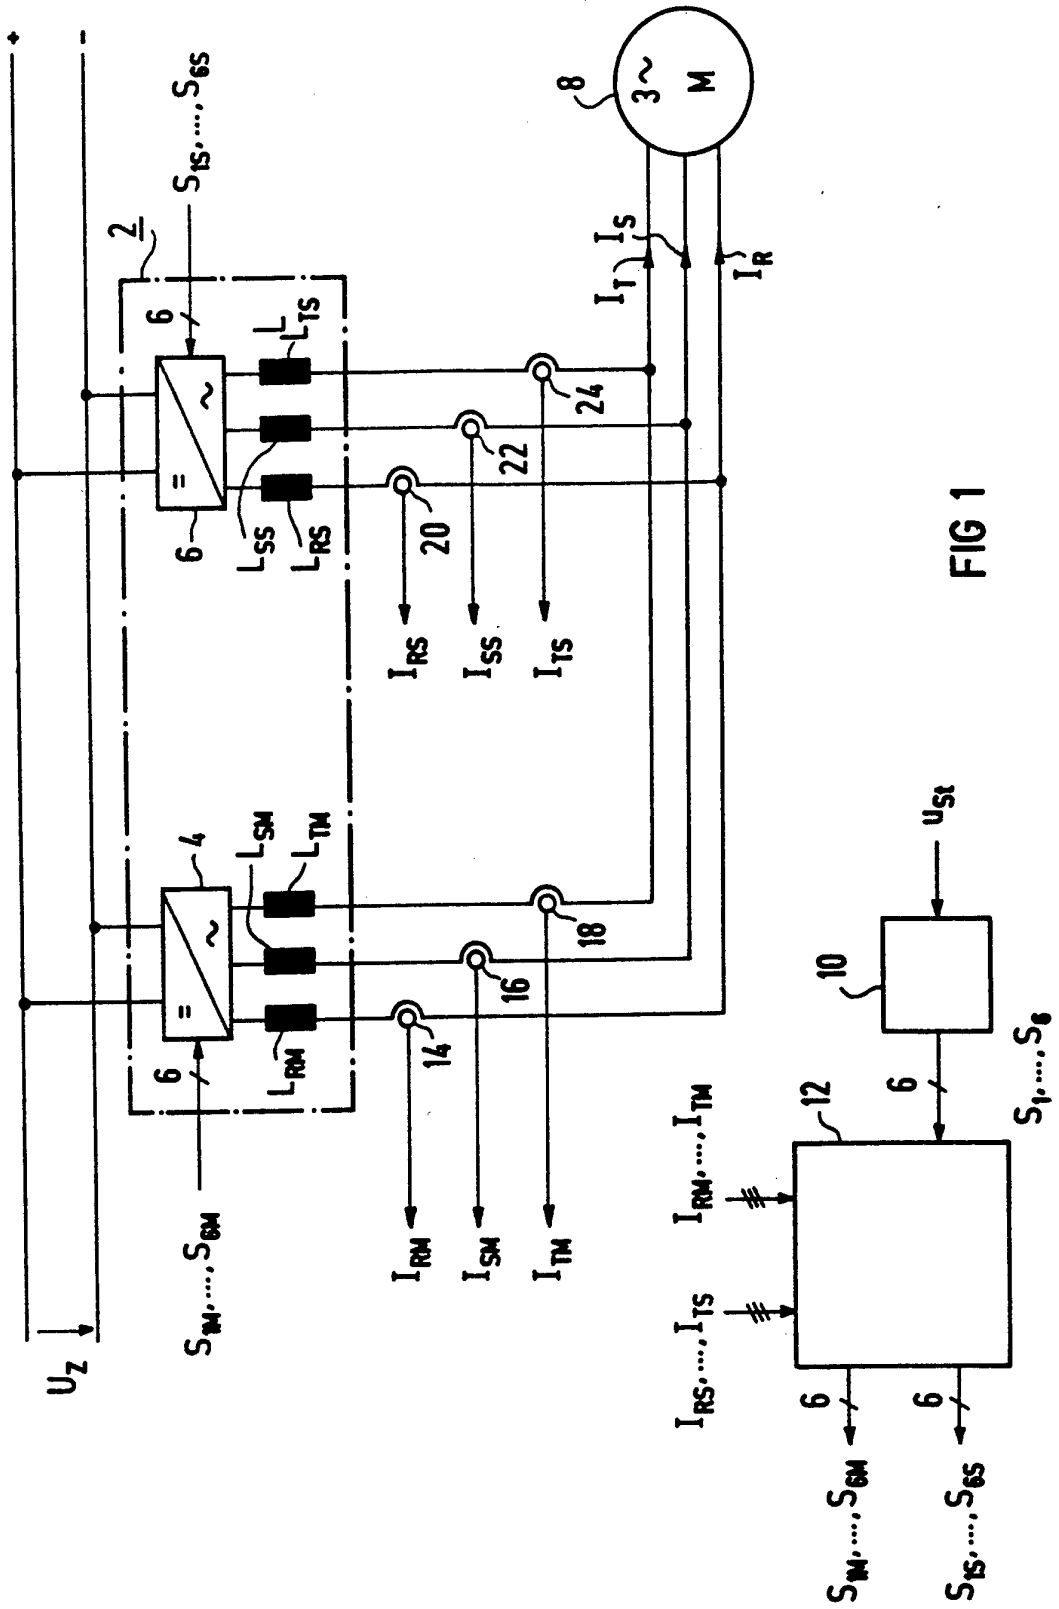 +
-
U_Z
S_1S,...,S_6S
2
6
6
L
L_TS
L_SS
L_RS
4
6
L_SM
L_TM
L_RM
S_1M,...,S_6M
8
3~
M
I_T
I_S
I_R
=
~
=
~
20
22
24
I_RS
I_SS
I_TS
14
16
18
I_RM
I_SM
I_TM
FIG 1
u_St
10
6
S_1,...,S_6
12
I_RM,...,I_TM
I_RS,...,I_TS
6
6
S_1M,...,S_6M
S_1S,...,S_6S